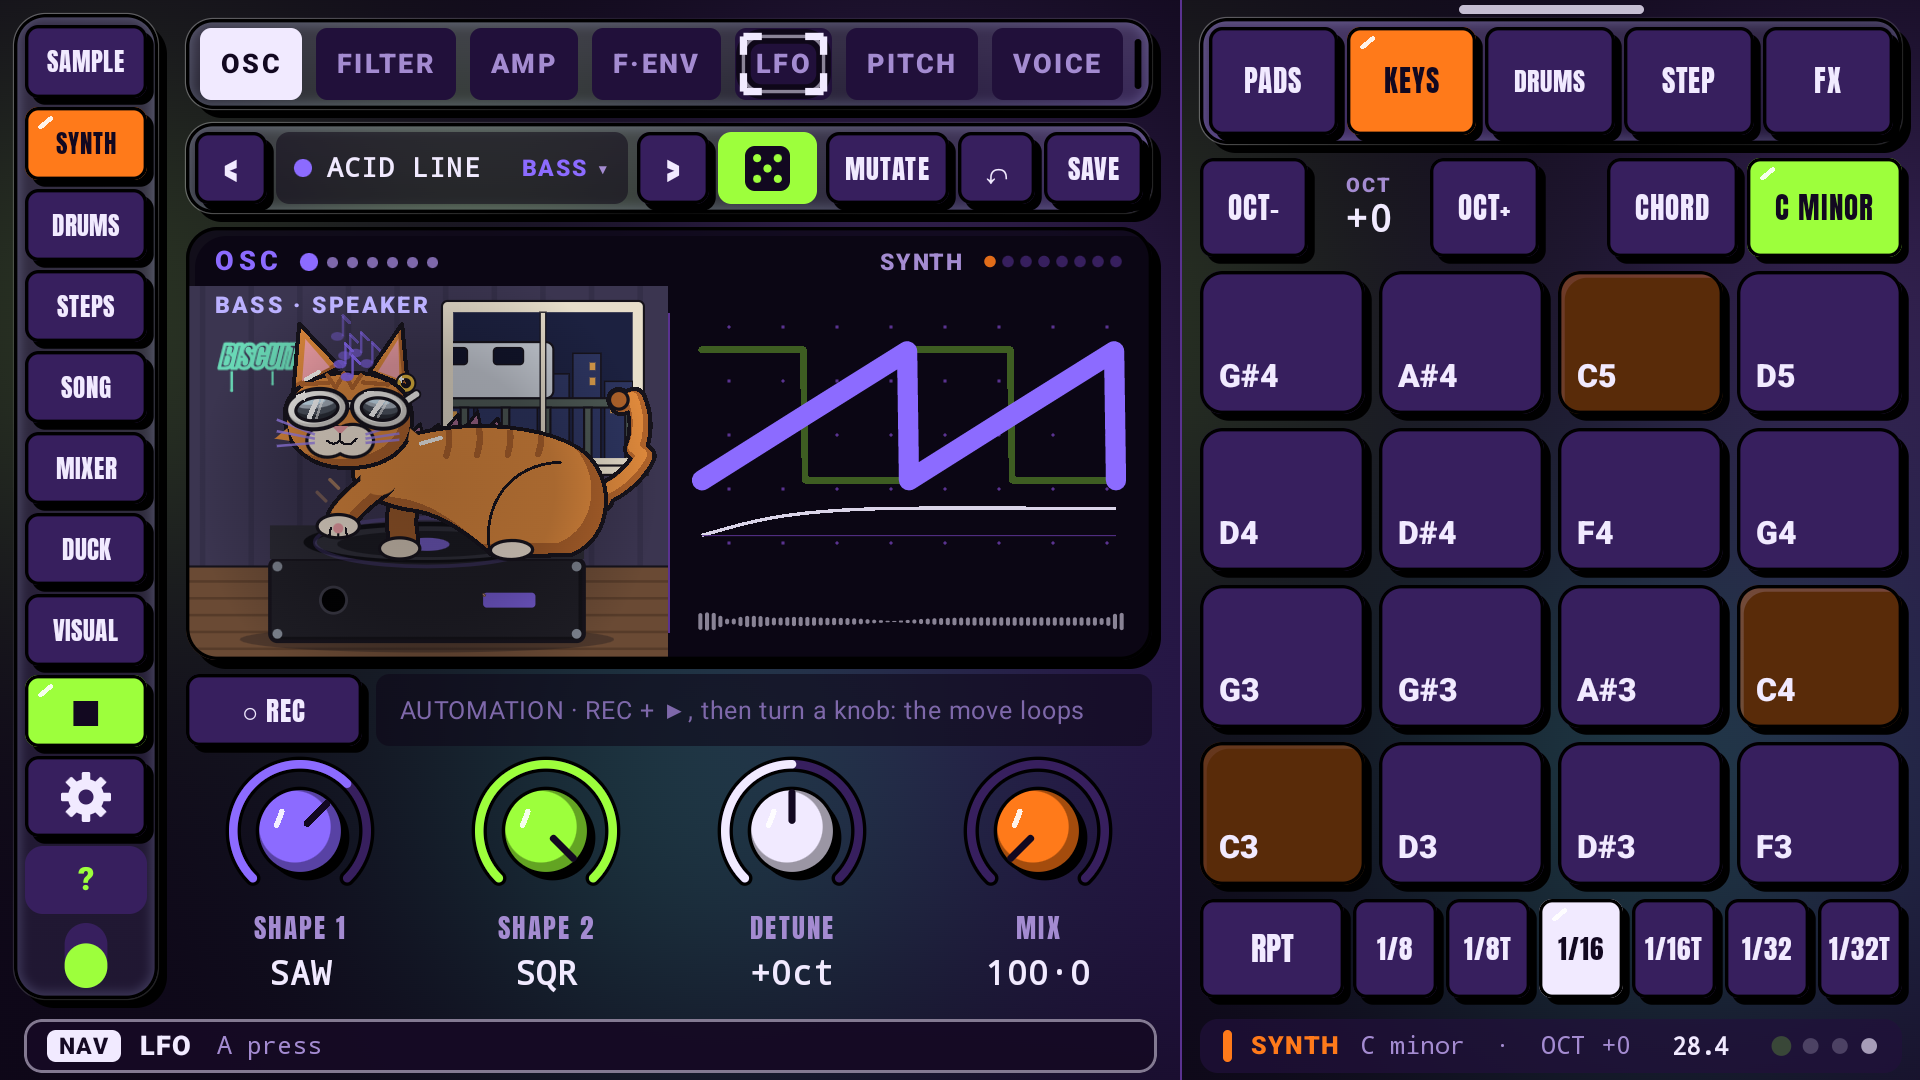 SAMPLE
SYNTH
DRUMS
STEPS
SONG
MIXER
DUCK
VISUAL
?
OSC FILTER AMP F·ENV LFO PITCH VOICE
< ACID LINE BASS ▾ > MUTATE SAVE
OSC SYNTH
BASS · SPEAKER
BISCUIT
○ REC AUTOMATION · REC + ►, then turn a knob: the move loops
SHAPE 1 SHAPE 2 DETUNE MIX
SAW SQR +0ct 100·0
NAV LFO A press
PADS KEYS DRUMS STEP FX
OCT- OCT +0 OCT+ CHORD C MINOR
G#4 A#4 C5 D5
D4 D#4 F4 G4
G3 G#3 A#3 C4
C3 D3 D#3 F3
RPT 1/8 1/8T 1/16 1/16T 1/32 1/32T
SYNTH C minor · OCT +0 28.4